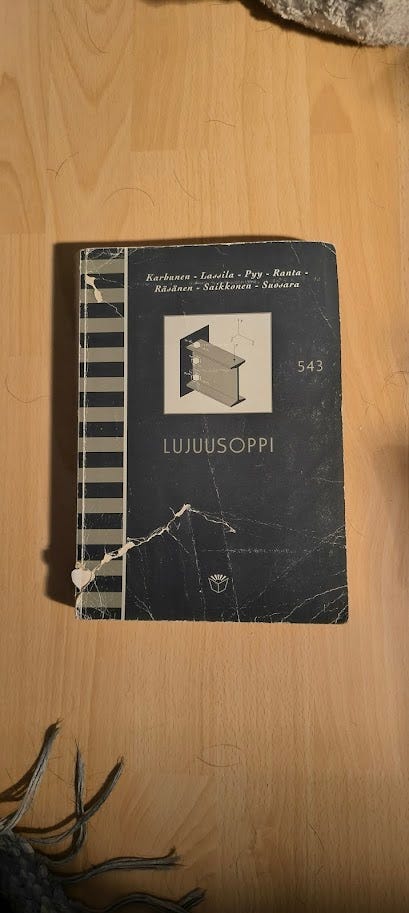 Karhunen - Lassila - Pyy - Ranta -
Räsänen - Saikkonen - Suosara
543
LUJUUSOPPI